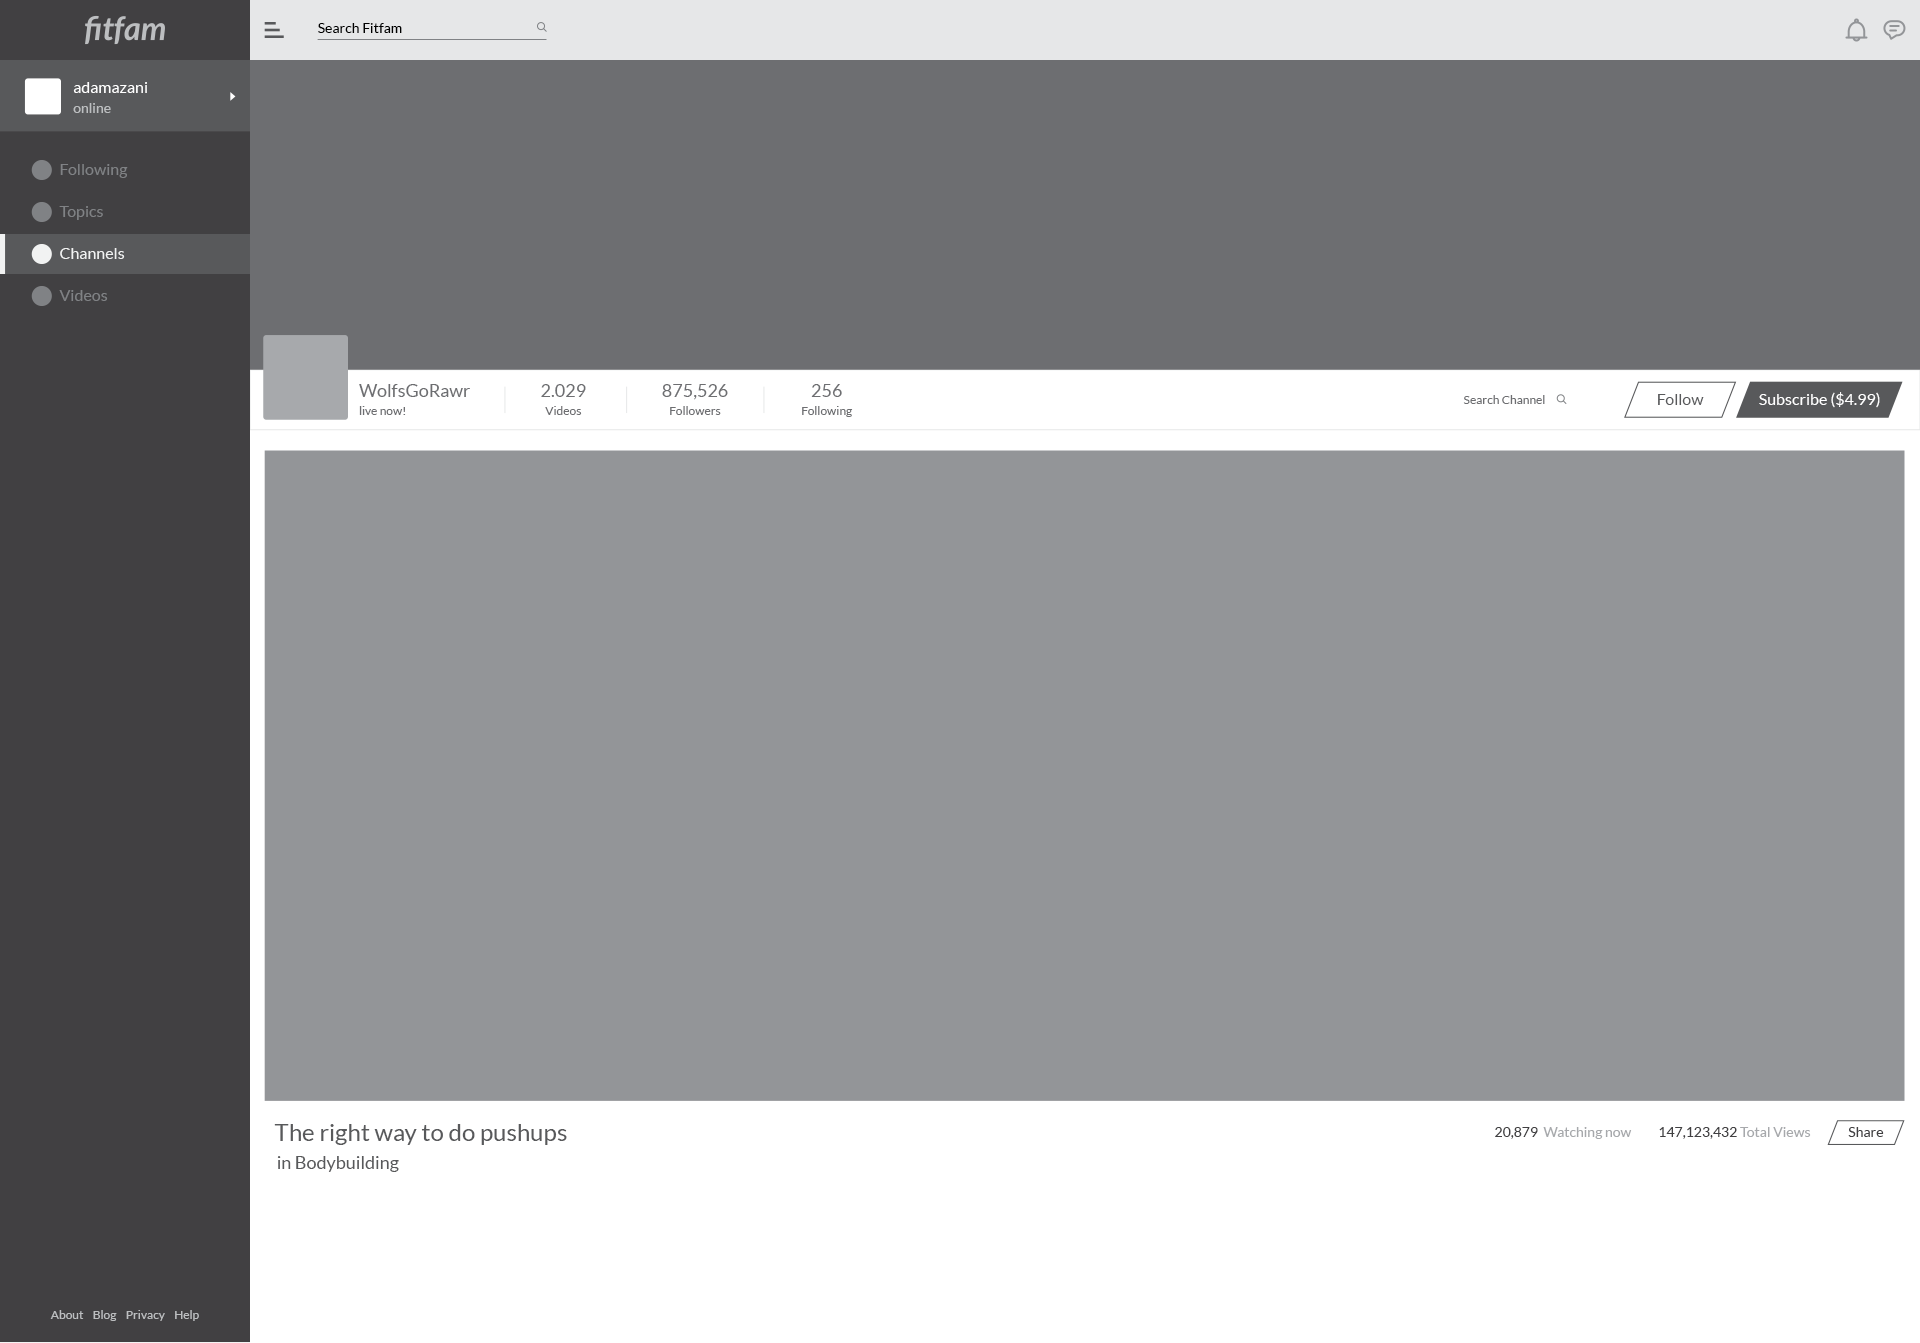 fitfam
Search Fitfam
adamazani
online
Following
Topics
Channels
Videos
WolfsGoRawr
live now!
2.029
Videos
875,526
Followers
256
Following
Search Channel
Follow
Subscribe ($4.99)
The right way to do pushups
in Bodybuilding
20,879 Watching now
147,123,432 Total Views
Share
About Blog Privacy Help